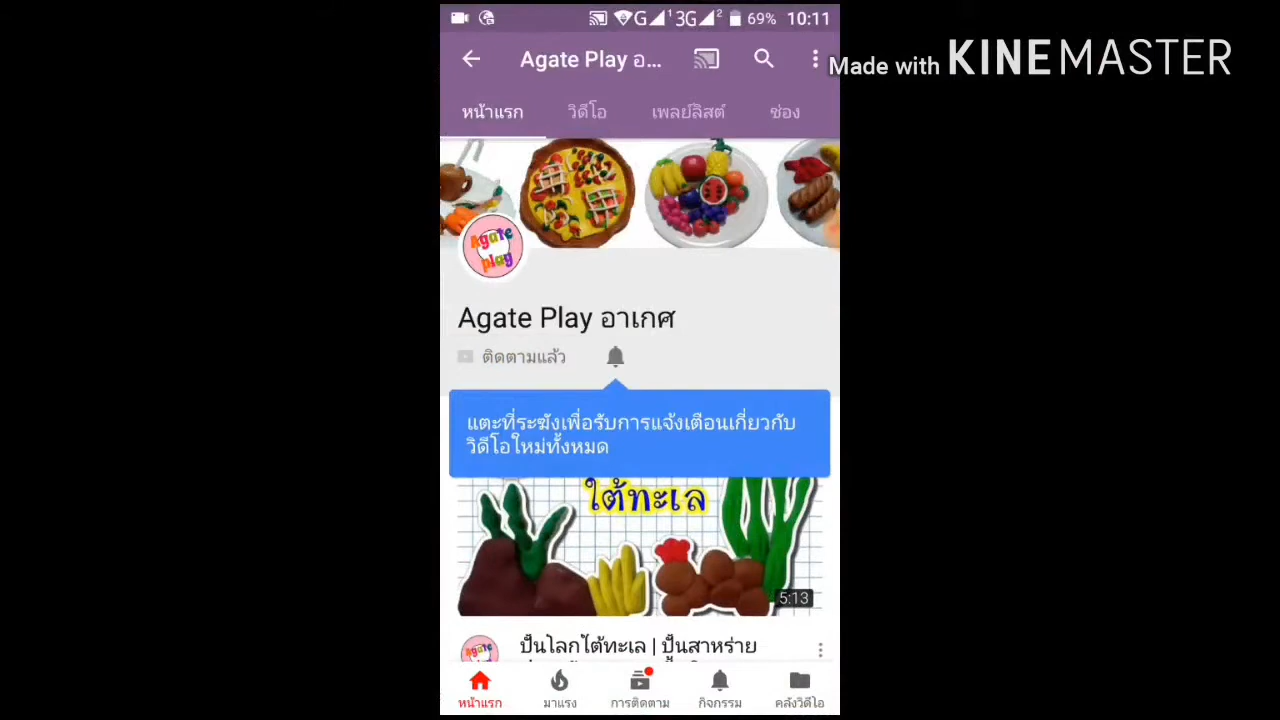 G 1 3G 2 69% 10:11
Agate Play อ...
Made with KINEMASTER
หน้าแรก วิดีโอ เพลย์ลิสต์ ช่อง
Agate play
Agate Play อาเกศ
ติดตามแล้ว
แตะที่ระฆังเพื่อรับการแจ้งเตือนเกี่ยวกับ
วิดีโอใหม่ทั้งหมด
ใต้ทะเล
5:13
ปั้นโลกใต้ทะเล | ปั้นสาหร่าย
Agate
หน้าแรก มาแรง การติดตาม กิจกรรม คลังวิดีโอ